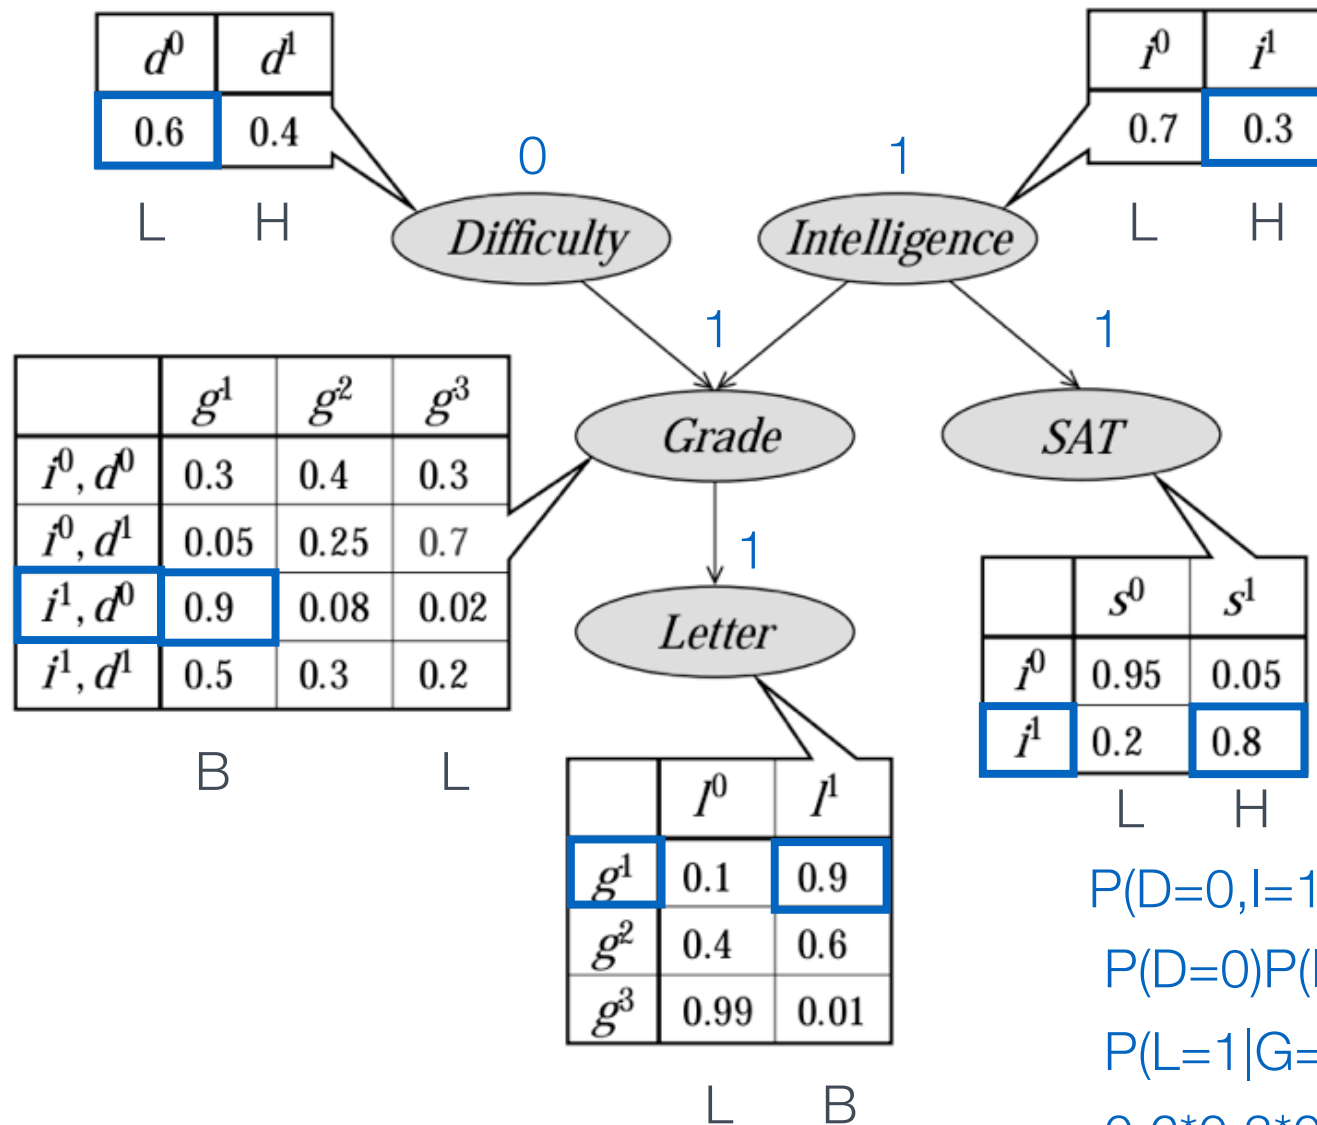 d⁰ d¹
0.6 0.4
L H
i⁰ i¹
0.7 0.3
L H
0
1
Difficulty
Intelligence
1
1
Grade
SAT
g¹ g² g³
i⁰, d⁰ 0.3 0.4 0.3
i⁰, d¹ 0.05 0.25 0.7
i¹, d⁰ 0.9 0.08 0.02
i¹, d¹ 0.5 0.3 0.2
B L
1
Letter
s⁰ s¹
i⁰ 0.95 0.05
i¹ 0.2 0.8
L H
l⁰ l¹
g¹ 0.1 0.9
g² 0.4 0.6
g³ 0.99 0.01
L B
P(D=0,I=1
P(D=0)P(
P(L=1|G=